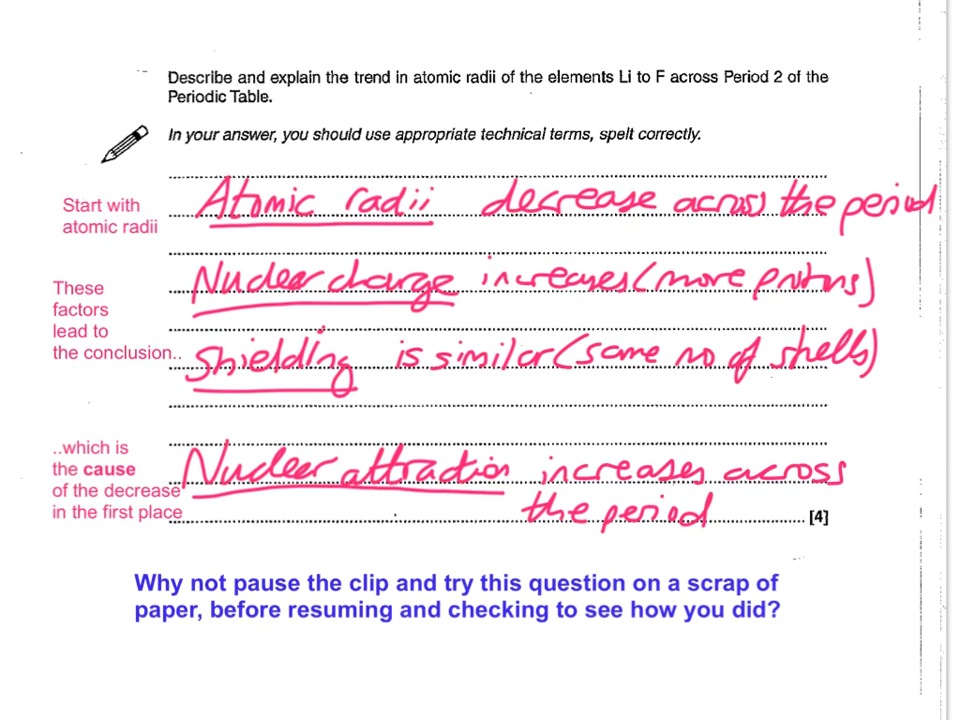 Describe and explain the trend in atomic radii of the elements Li to F across Period 2 of the
Periodic Table.
In your answer, you should use appropriate technical terms, spelt correctly.
Start with
atomic radii
Atomic radii decrease across the period
These
factors
lead to
the conclusion..
Nuclear charge increases (more protons)
Shielding is similar (same no of shells)
..which is
the cause
of the decrease
in the first place
Nuclear attraction increases across
the period
[4]
Why not pause the clip and try this question on a scrap of
paper, before resuming and checking to see how you did?